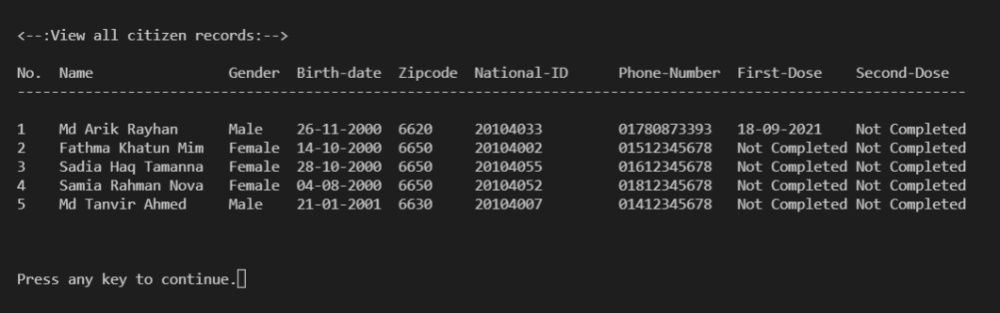 <--:View all citizen records:-->
No. Name Gender Birth-date Zipcode National-ID Phone-Number First-Dose Second-Dose
----------------------------------------------------------------------------------------------------------------
1 Md Arik Rayhan Male 26-11-2000 6620 20104033 01780873393 18-09-2021 Not Completed
2 Fathma Khatun Mim Female 14-10-2000 6650 20104002 01512345678 Not Completed Not Completed
3 Sadia Haq Tamanna Female 28-10-2000 6650 20104055 01612345678 Not Completed Not Completed
4 Samia Rahman Nova Female 04-08-2000 6650 20104052 01812345678 Not Completed Not Completed
5 Md Tanvir Ahmed Male 21-01-2001 6630 20104007 01412345678 Not Completed Not Completed
Press any key to continue.